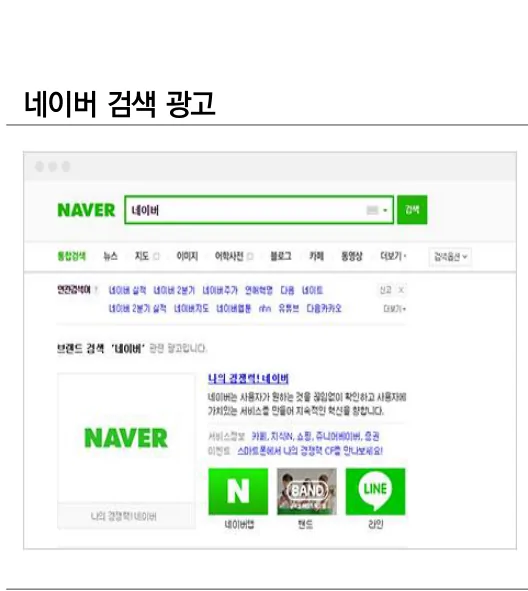 네이버 검색 광고
NAVER 네이버 검색
통합검색 뉴스 지도 이미지 어학사전 블로그 카페 동영상 더보기 검색옵션
연관검색어 ? 네이버 실적 네이버 2분기 네이버주가 연애혁명 다음 네이트 신고 ×
네이버 2분기 실적 네이버지도 네이버웹툰 nhn 유튜브 다음카카오 더보기
브랜드 검색 '네이버' 관련 광고입니다.
나의 경쟁력! 네이버
네이버는 사용자가 원하는 것을 끊임없이 확인하고 사용자에
가치있는 서비스를 만들어 지속적인 혁신을 향합니다.
NAVER
서비스정보 카페, 지식iN, 쇼핑, 쥬니어네이버, 증권
이벤트 스마트폰에서 나의 경쟁력 CF를 만나보세요!
N BAND LINE
나의 경쟁력! 네이버
네이버앱 밴드 라인